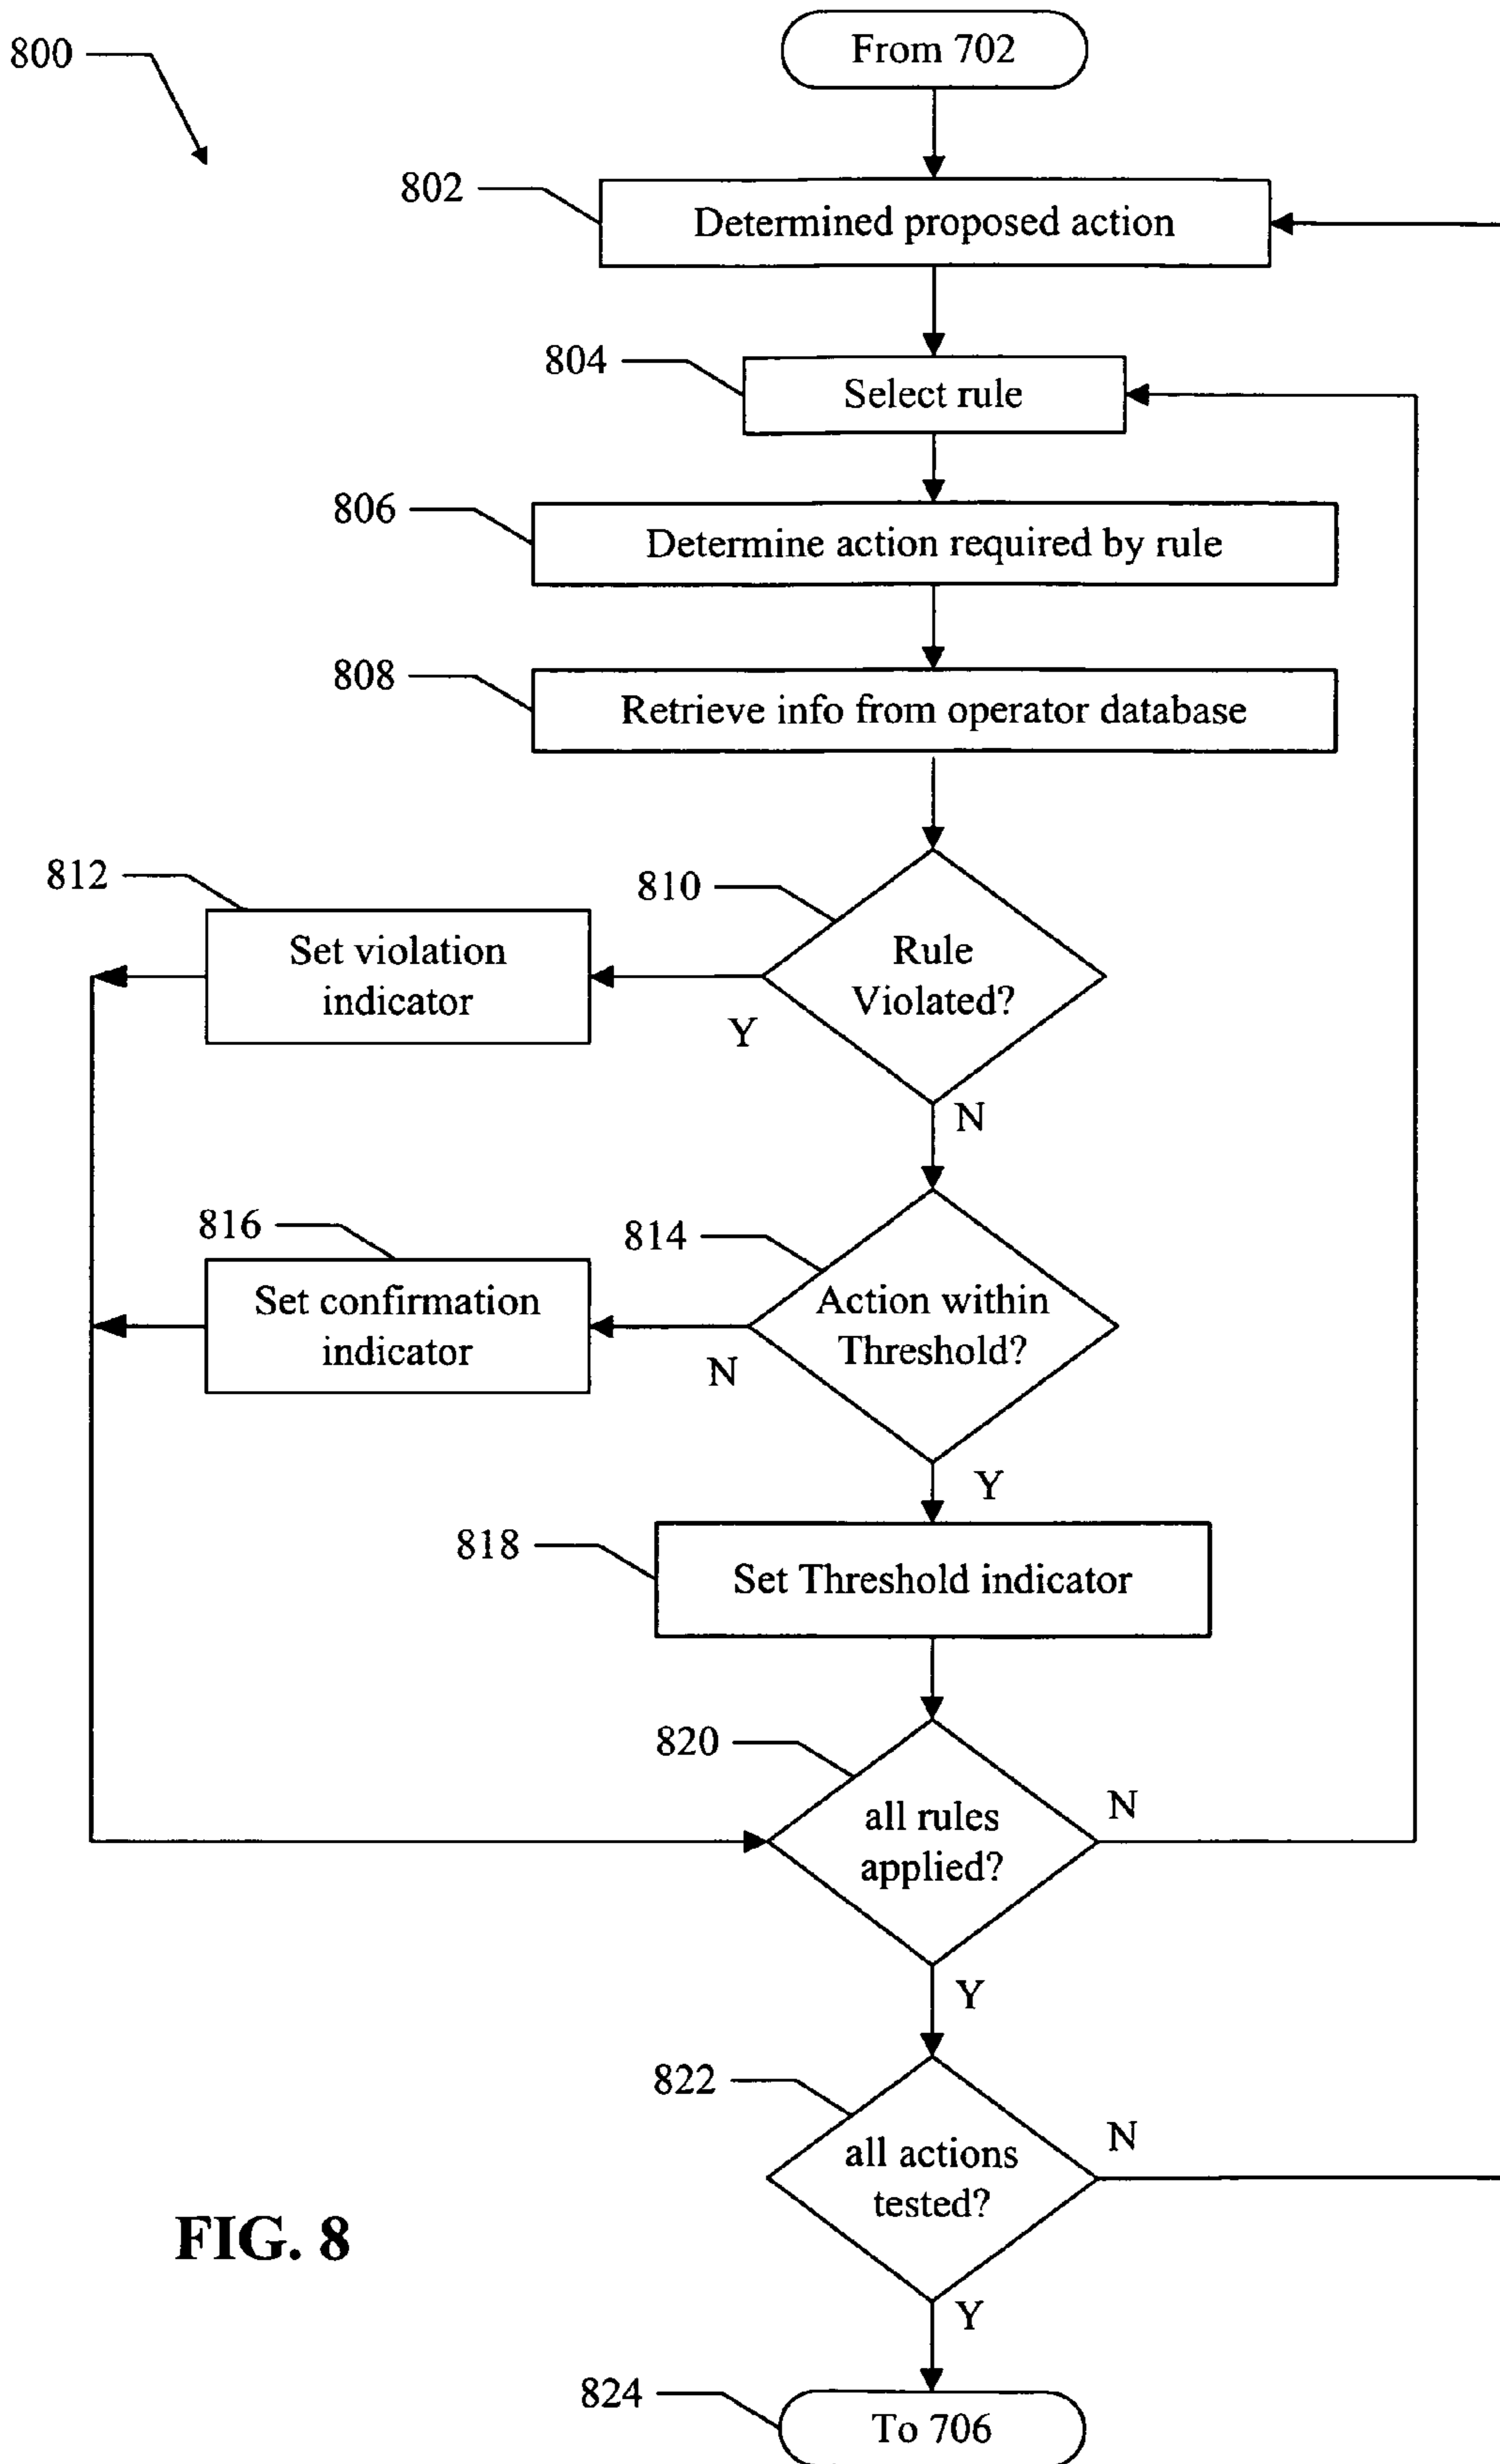 800
From 702
802
Determined proposed action
804
Select rule
806
Determine action required by rule
808
Retrieve info from operator database
812
Set violation
indicator
810
Rule
Violated?
Y
N
816
Set confirmation
indicator
814
Action within
Threshold?
N
Y
818
Set Threshold indicator
820
all rules
applied?
N
Y
822
all actions
tested?
N
Y
FIG. 8
824
To 706